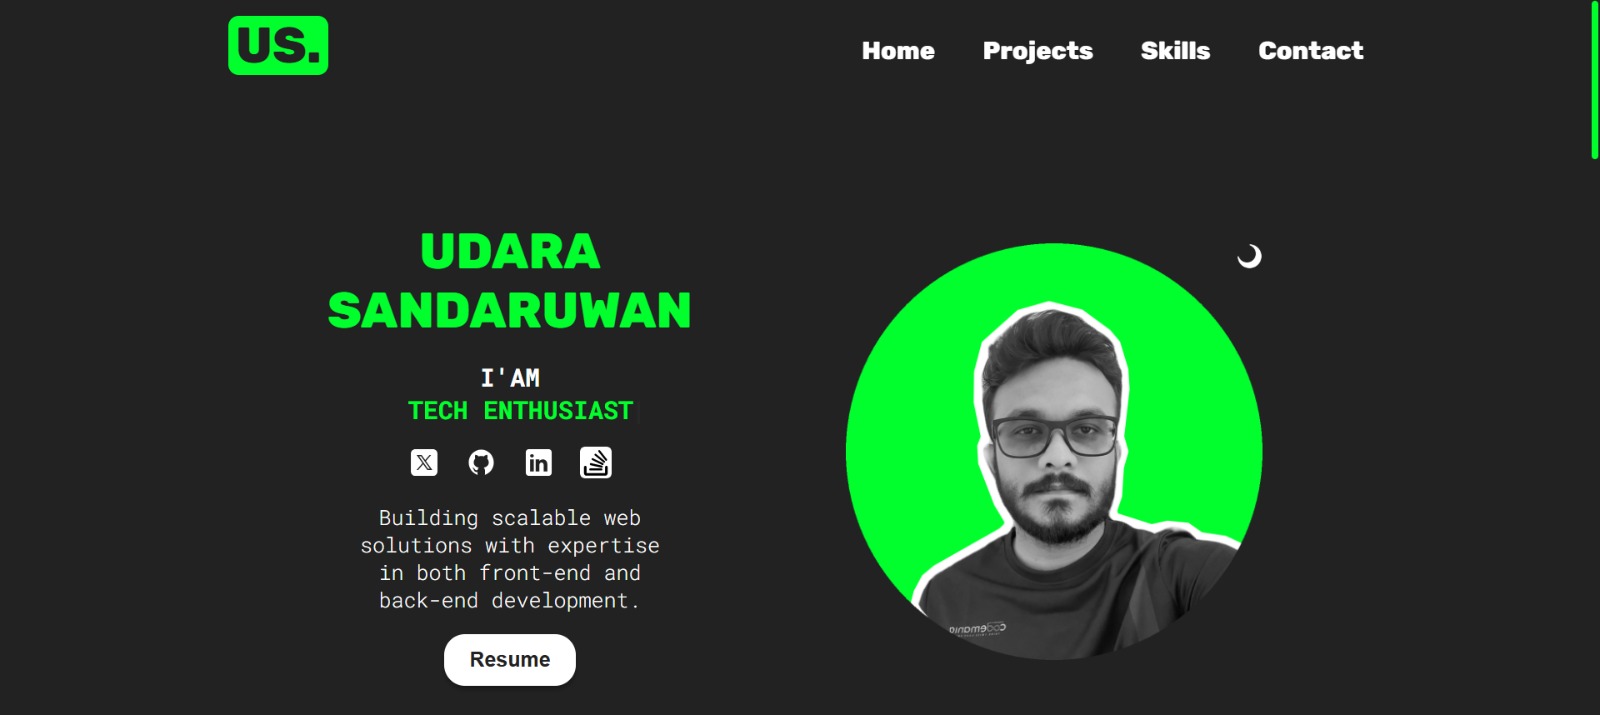 US.
Home Projects Skills Contact
UDARA
SANDARUWAN
I'AM
TECH ENTHUSIAST
X
in
Building scalable web
solutions with expertise
in both front-end and
back-end development.
Resume
codemania